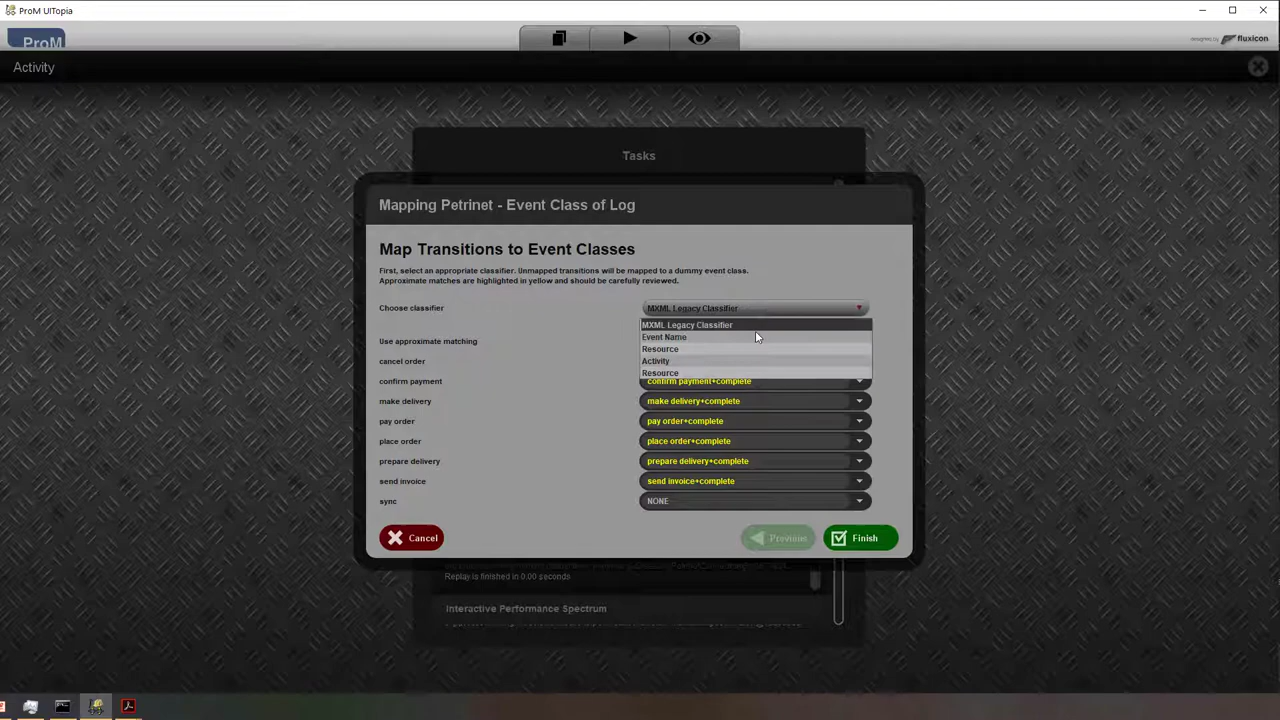 ProM UITopia
ProM
designed by fluxicon
Activity
Tasks
Mapping Petrinet - Event Class of Log
Map Transitions to Event Classes
First, select an appropriate classifier. Unmapped transitions will be mapped to a dummy event class.
Approximate matches are highlighted in yellow and should be carefully reviewed.
Choose classifier
MXML Legacy Classifier
MXML Legacy Classifier
Event Name
Resource
Activity
Resource
Use approximate matching
cancel order
confirm payment
confirm payment+complete
make delivery
make delivery+complete
pay order
pay order+complete
place order
place order+complete
prepare delivery
prepare delivery+complete
send invoice
send invoice+complete
sync
NONE
Cancel
Previous
Finish
Replay is finished in 0.00 seconds
Interactive Performance Spectrum